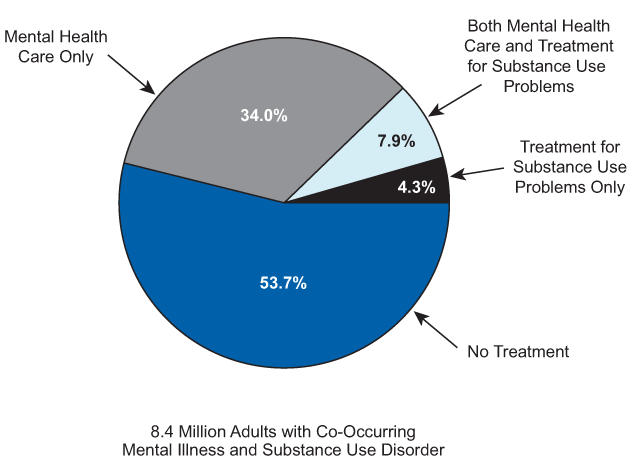 Mental Health
Care Only
Both Mental Health
Care and Treatment
for Substance Use
Problems
34.0%
7.9%
Treatment for
Substance Use
Problems Only
4.3%
53.7%
No Treatment
8.4 Million Adults with Co-Occurring
Mental Illness and Substance Use Disorder